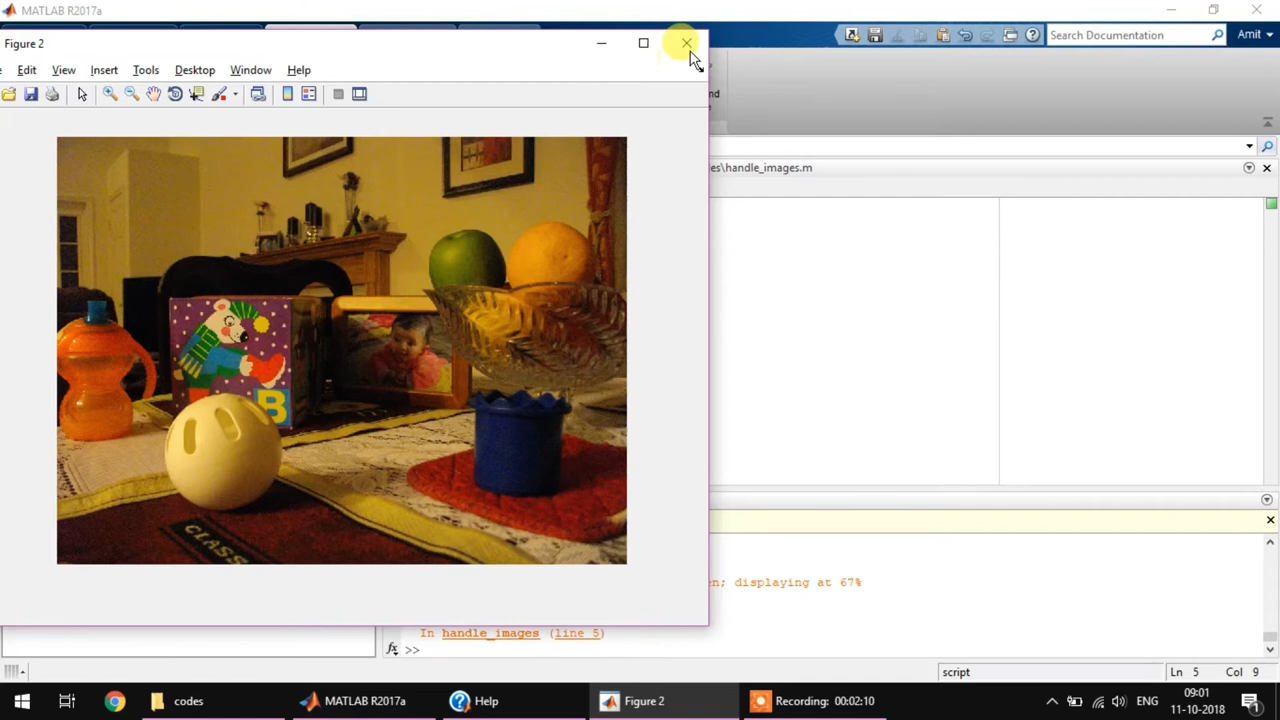 MATLAB R2017a
Figure 2
Search Documentation
Amit
Edit View Insert Tools Desktop Window Help
nd
es\handle_images.m
B
CLASS
en; displaying at 67%
In handle_images (line 5)
fx >>
script
Ln 5 Col 9
codes
MATLAB R2017a
Help
Figure 2
Recording: 00:02:10
ENG
09:01
11-10-2018
1